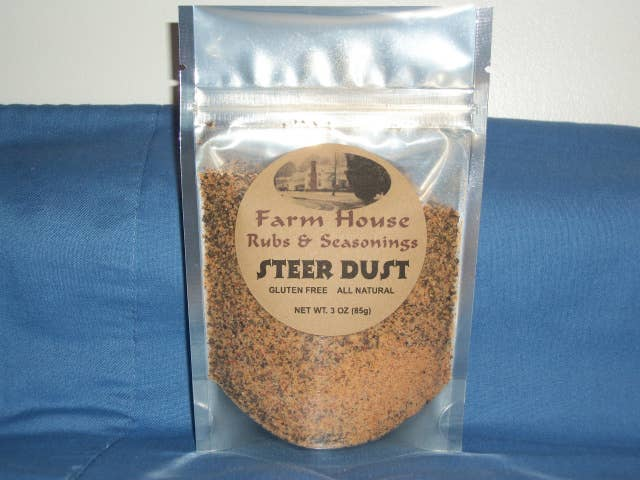 Farm House
Rubs & Seasonings
STEER DUST
GLUTEN FREE ALL NATURAL
NET WT. 3 OZ (85g)